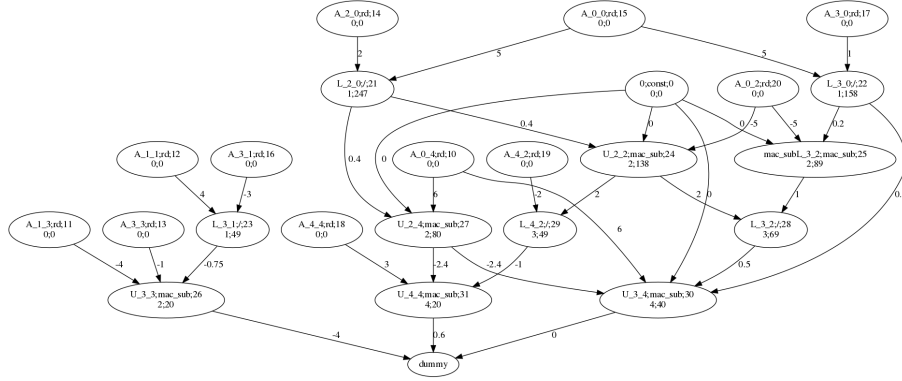 A_2_0;rd;14
0;0
A_0_0;rd;15
0;0
A_3_0;rd;17
0;0
2
5
5
1
L_2_0;/;21
1;247
0;const;0
0;0
A_0_2;rd;20
0;0
L_3_0;/;22
1;158
0.4
0
0
-5
-5
0.2
A_1_1;rd;12
0;0
A_3_1;rd;16
0;0
0.4
0
A_0_4;rd;10
0;0
A_4_2;rd;19
0;0
U_2_2;mac_sub;24
2;138
mac_subL_3_2;mac_sub;25
2;89
4
-3
6
-2
2
2
0
1
0.
A_1_3;rd;11
0;0
A_3_3;rd;13
0;0
L_3_1;/;23
1;49
A_4_4;rd;18
0;0
U_2_4;mac_sub;27
2;80
L_4_2;/;29
3;49
6
L_3_2;/;28
3;69
-4
-1
-0.75
3
-2.4
-1
-2.4
0.5
U_3_3;mac_sub;26
2;20
U_4_4;mac_sub;31
4;20
U_3_4;mac_sub;30
4;40
-4
0.6
0
dummy